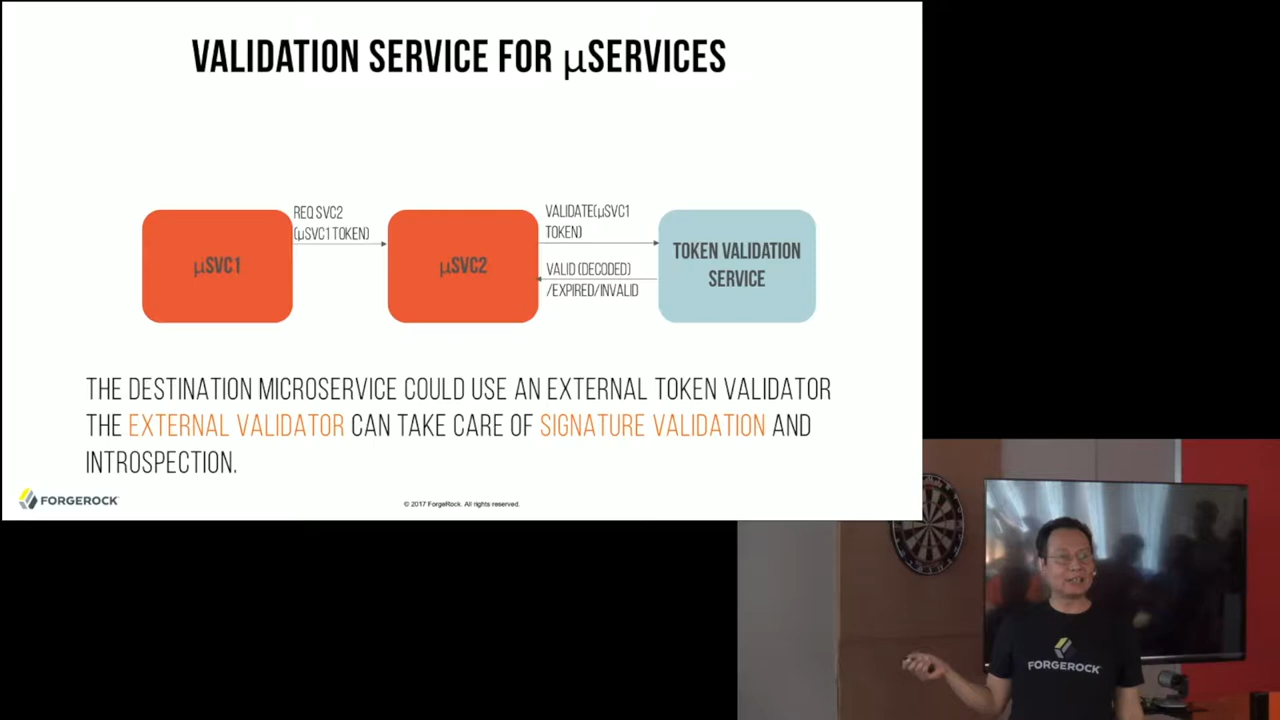 VALIDATION SERVICE FOR µSERVICES
REQ SVC2
(µSVC1 TOKEN)
VALIDATE(µSVC1
TOKEN)
µSVC1
µSVC2
TOKEN VALIDATION
SERVICE
VALID (DECODED)
/EXPIRED/INVALID
THE DESTINATION MICROSERVICE COULD USE AN EXTERNAL TOKEN VALIDATOR
THE EXTERNAL VALIDATOR CAN TAKE CARE OF SIGNATURE VALIDATION AND
INTROSPECTION.
FORGEROCK
© 2017 ForgeRock. All rights reserved.
FORGEROCK